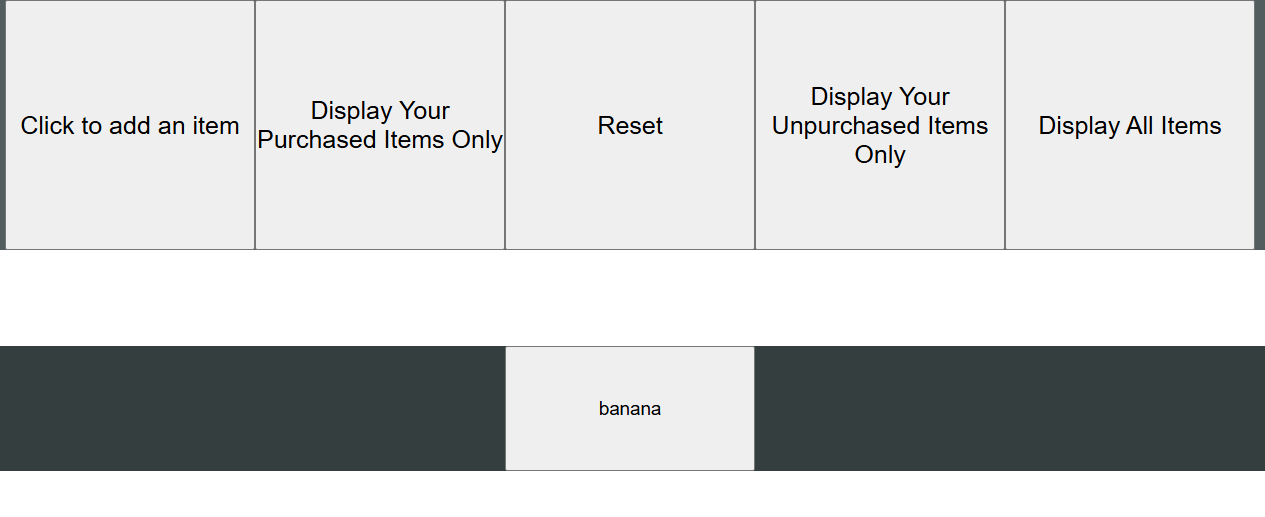 Click to add an item
Display Your
Purchased Items Only
Reset
Display Your
Unpurchased Items
Only
Display All Items
banana